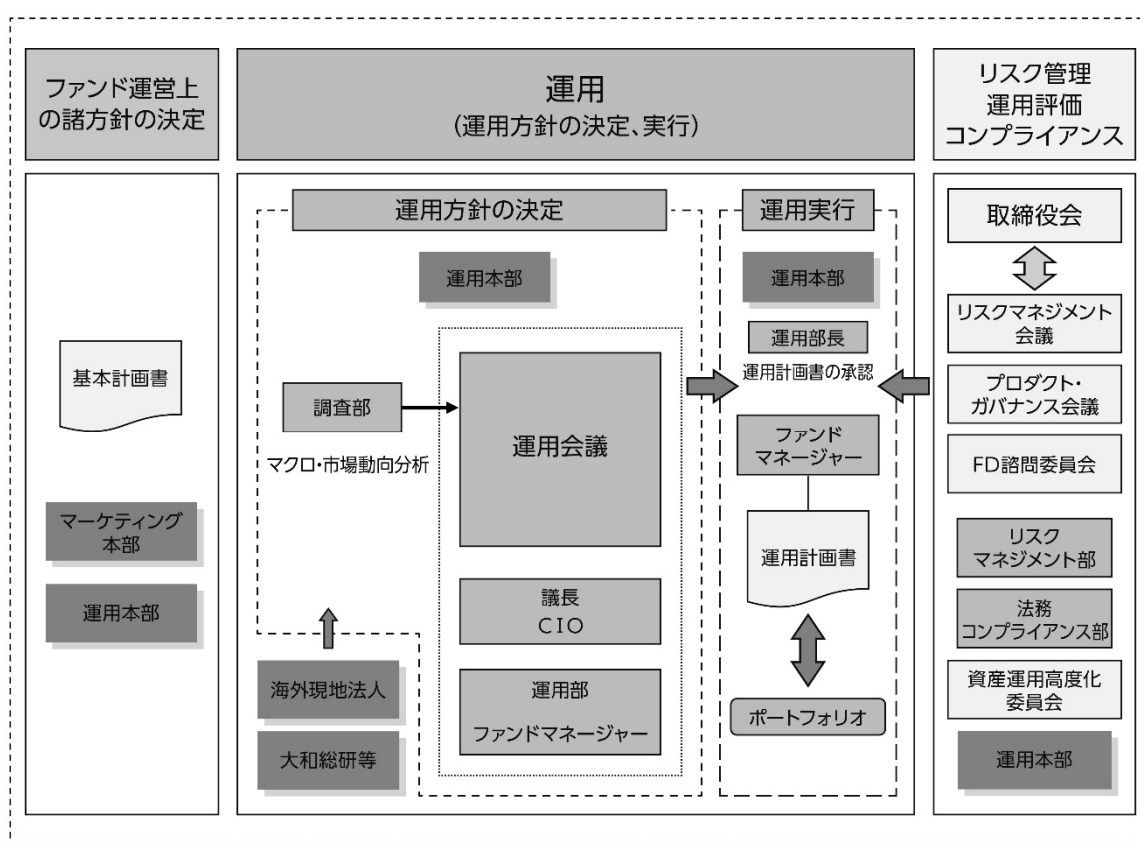 ファンド運営上
の諸方針の決定
運用
(運用方針の決定、実行)
リスク管理
運用評価
コンプライアンス
基本計画書
マーケティング
本部
運用本部
運用方針の決定
運用本部
調査部
マクロ・市場動向分析
運用会議
議長
CIO
運用部
ファンドマネージャー
海外現地法人
大和総研等
運用実行
運用本部
運用部長
運用計画書の承認
ファンド
マネージャー
運用計画書
ポートフォリオ
取締役会
リスクマネジメント
会議
プロダクト・
ガバナンス会議
FD諮問委員会
リスク
マネジメント部
法務
コンプライアンス部
資産運用高度化
委員会
運用本部